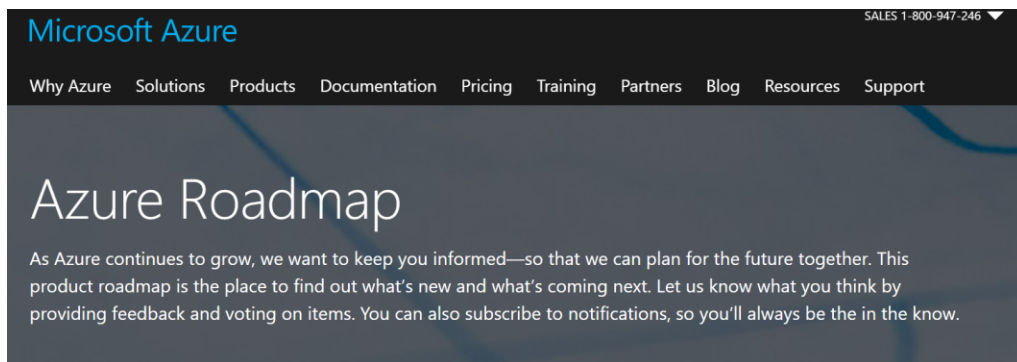 SALES 1-800-947-246
Microsoft Azure
Why Azure Solutions Products Documentation Pricing Training Partners Blog Resources Support
Azure Roadmap
As Azure continues to grow, we want to keep you informed—so that we can plan for the future together. This
product roadmap is the place to find out what’s new and what’s coming next. Let us know what you think by
providing feedback and voting on items. You can also subscribe to notifications, so you’ll always be the in the know.